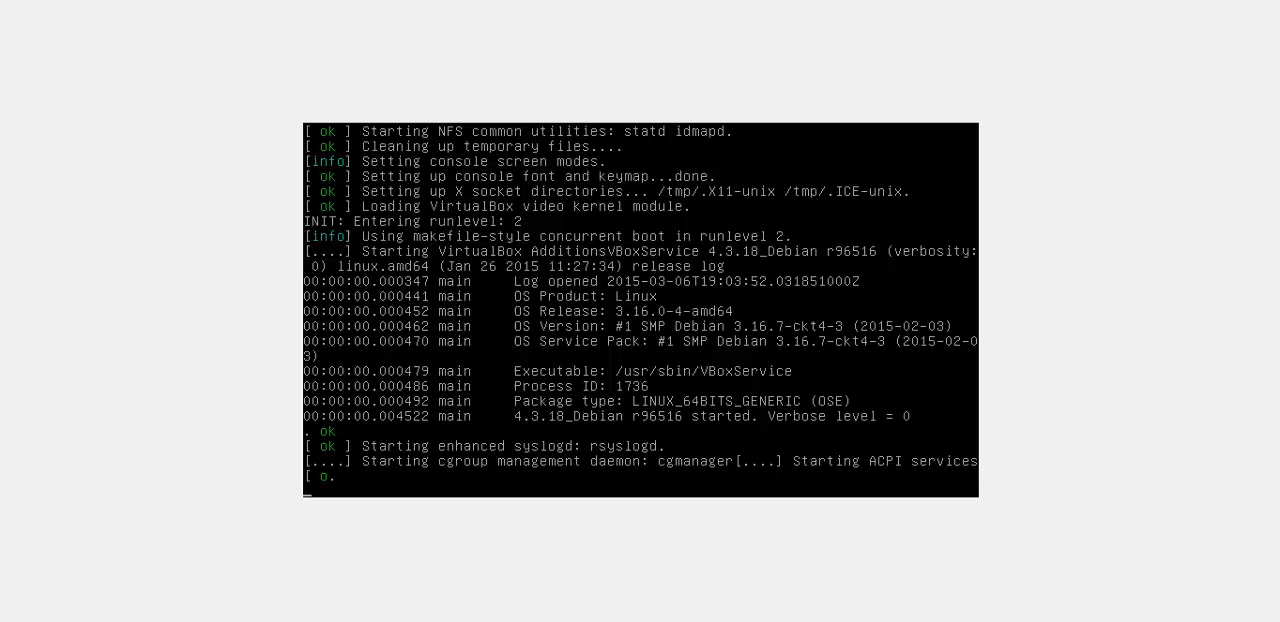 [ ok ] Starting NFS common utilities: statd idmapd.
[ ok ] Cleaning up temporary files....
[info] Setting console screen modes.
[ ok ] Setting up console font and keymap...done.
[ ok ] Setting up X socket directories... /tmp/.X11-unix /tmp/.ICE-unix.
[ ok ] Loading VirtualBox video kernel module.
INIT: Entering runlevel: 2
[info] Using makefile-style concurrent boot in runlevel 2.
[....] Starting VirtualBox AdditionsVBoxService 4.3.18_Debian r96516 (verbosity:
 0) linux.amd64 (Jan 26 2015 11:27:34) release log
00:00:00.000347 main     Log opened 2015-03-06T19:03:52.031851000Z
00:00:00.000441 main     OS Product: Linux
00:00:00.000452 main     OS Release: 3.16.0-4-amd64
00:00:00.000462 main     OS Version: #1 SMP Debian 3.16.7-ckt4-3 (2015-02-03)
00:00:00.000470 main     OS Service Pack: #1 SMP Debian 3.16.7-ckt4-3 (2015-02-0
3)
00:00:00.000479 main     Executable: /usr/sbin/VBoxService
00:00:00.000486 main     Process ID: 1736
00:00:00.000492 main     Package type: LINUX_64BITS_GENERIC (OSE)
00:00:00.004522 main     4.3.18_Debian r96516 started. Verbose level = 0
. ok
[ ok ] Starting enhanced syslogd: rsyslogd.
[....] Starting cgroup management daemon: cgmanager[....] Starting ACPI services
[ o.